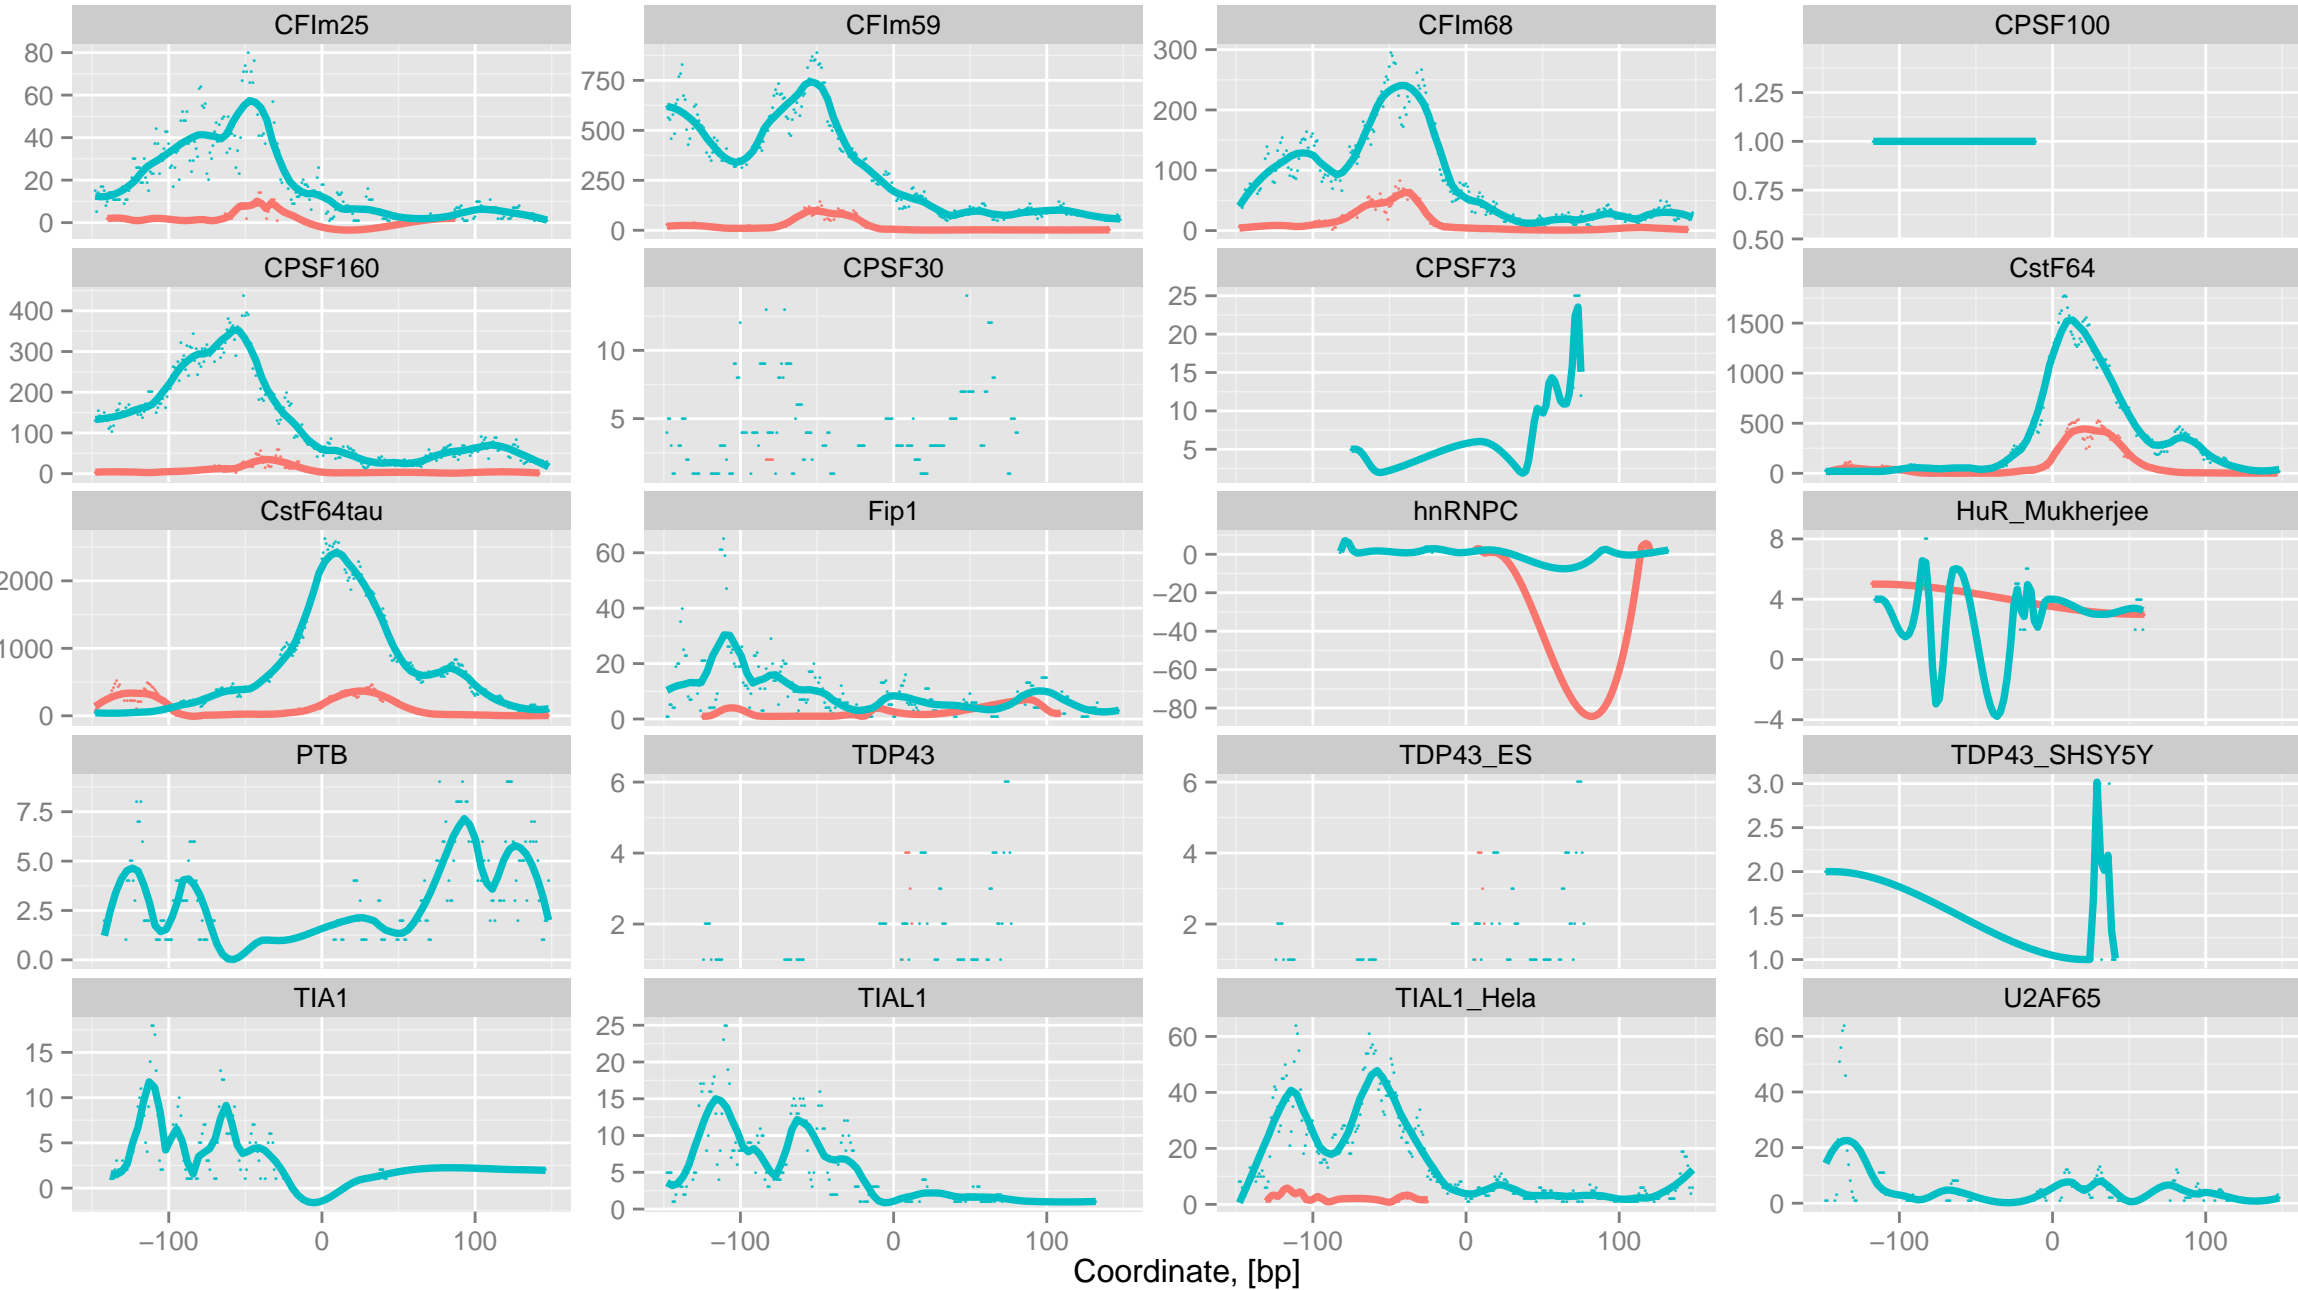 CFIm25 CFIm59 CFIm68 CPSF100
80 60 40 20 0
750 500 250 0
300 200 100 0
1.25 1.00 0.75 0.50
CPSF160 CPSF30 CPSF73 CstF64
400 300 200 100 0
10 5
25 20 15 10 5
1500 1000 500 0
CstF64tau Fip1 hnRNPC HuR_Mukherjee
2000 1000 0
60 40 20 0
0 −20 −40 −60 −80
8 4 0 −4
PTB TDP43 TDP43_ES TDP43_SHSY5Y
7.5 5.0 2.5 0.0
6 4 2
6 4 2
3.0 2.5 2.0 1.5 1.0
TIA1 TIAL1 TIAL1_Hela U2AF65
15 10 5 0
25 20 15 10 5 0
60 40 20 0
60 40 20 0
−100 0 100 −100 0 100 −100 0 100 −100 0 100
Coordinate, [bp]